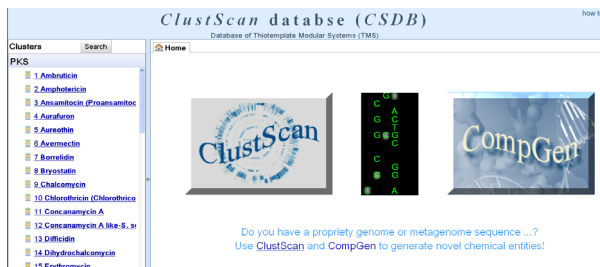 ClustScan databse (CSDB)
how to
Database of Thiotemplate Modular Systems (TMS)
Clusters Search
Home
PKS
1 Ambruticin
2 Amphotericin
3 Ansamitocin (Proansamitoc
4 Aurafuron
5 Aureothin
6 Avermectin
7 Borrelidin
8 Bryostatin
9 Chalcomycin
10 Chlorothricin (Chlorothrico
11 Concanamycin A
12 Concanamycin A like-S. s
13 Difficidin
14 Dihydrochalcomycin
15 Erythromycin
ClustScan
G
C A
G C
G T
G G G
C
C
G G
G
A
CompGen
Do you have a propriety genome or metagenome sequence ...?
Use ClustScan and CompGen to generate novel chemical entities!